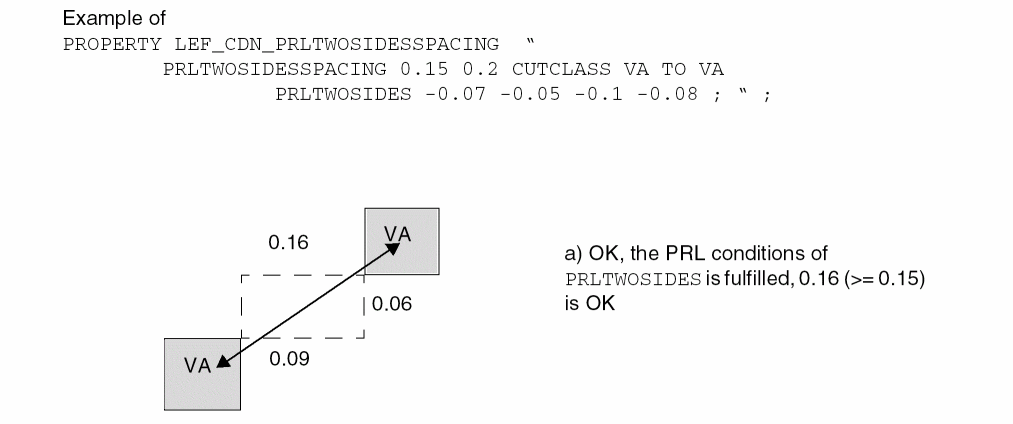 Example of
PROPERTY LEF_CDN_PRLTWOSIDESSPACING “
PRLTWOSIDESSPACING 0.15 0.2 CUTCLASS VA TO VA
PRLTWOSIDES -0.07 -0.05 -0.1 -0.08 ; “ ;
VA
0.16
a) OK, the PRL conditions of
PRLTWOSIDES is fulfilled, 0.16 (>= 0.15)
is OK
0.06
0.09
VA